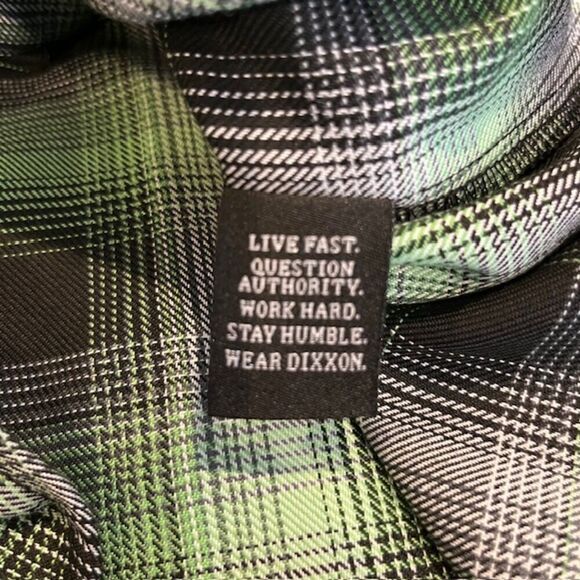 LIVE FAST.
QUESTION
AUTHORITY.
WORK HARD.
STAY HUMBLE.
WEAR DIXXON.